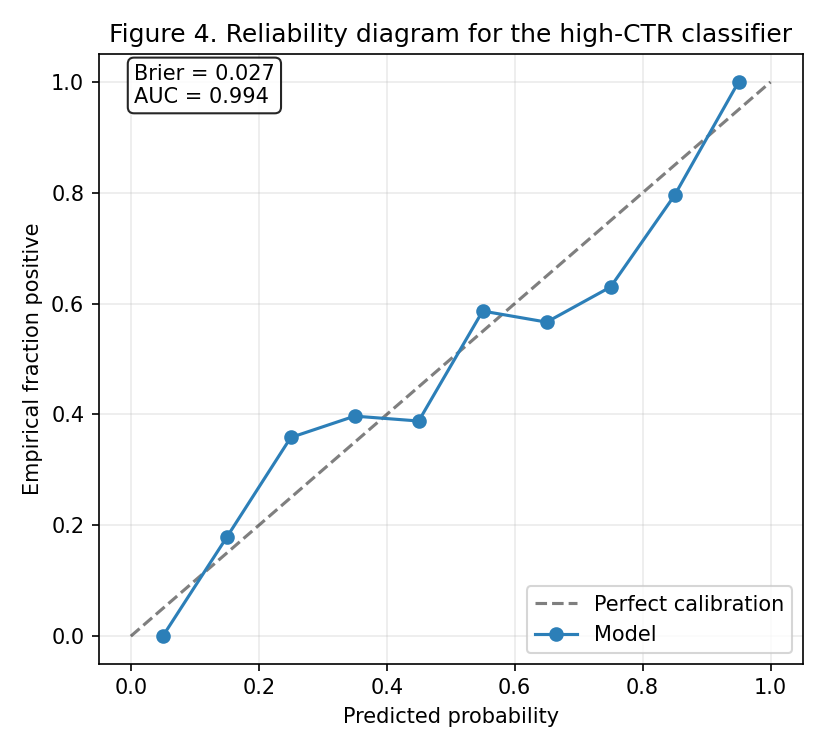 Figure 4. Reliability diagram for the high-CTR classifier
Brier = 0.027
AUC = 0.994
1.0
0.8
0.6
0.4
0.2
0.0
Empirical fraction positive
Perfect calibration
Model
0.0 0.2 0.4 0.6 0.8 1.0
Predicted probability